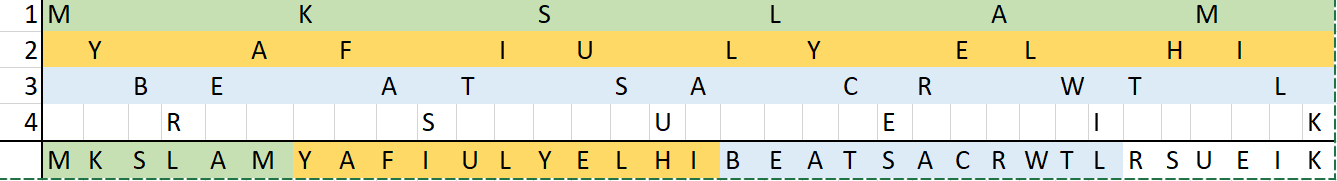 1 M K S L A M
2 Y A F I U L Y E L H I
3 B E A T S A C R W T L
4 R S U E I K
M K S L A M Y A F I U L Y E L H I B E A T S A C R W T L R S U E I K